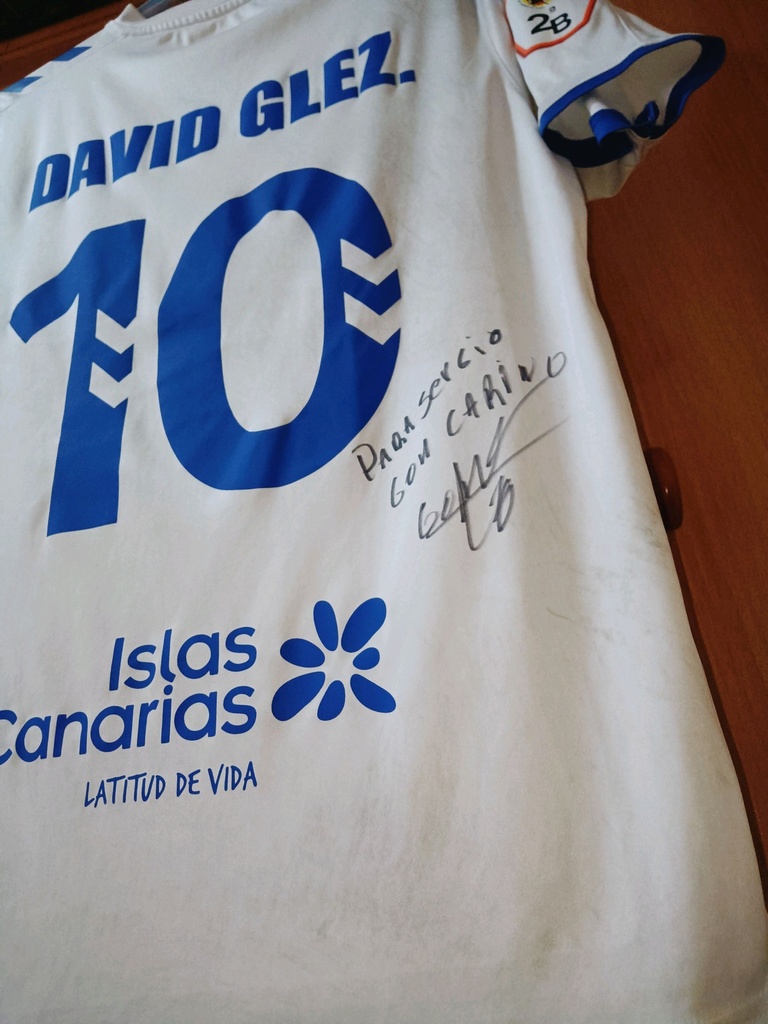 2B
DAVID GLEZ.
10
PARA SERGIO
CON CARIÑO
Islas
Canarias
LATITUD DE VIDA